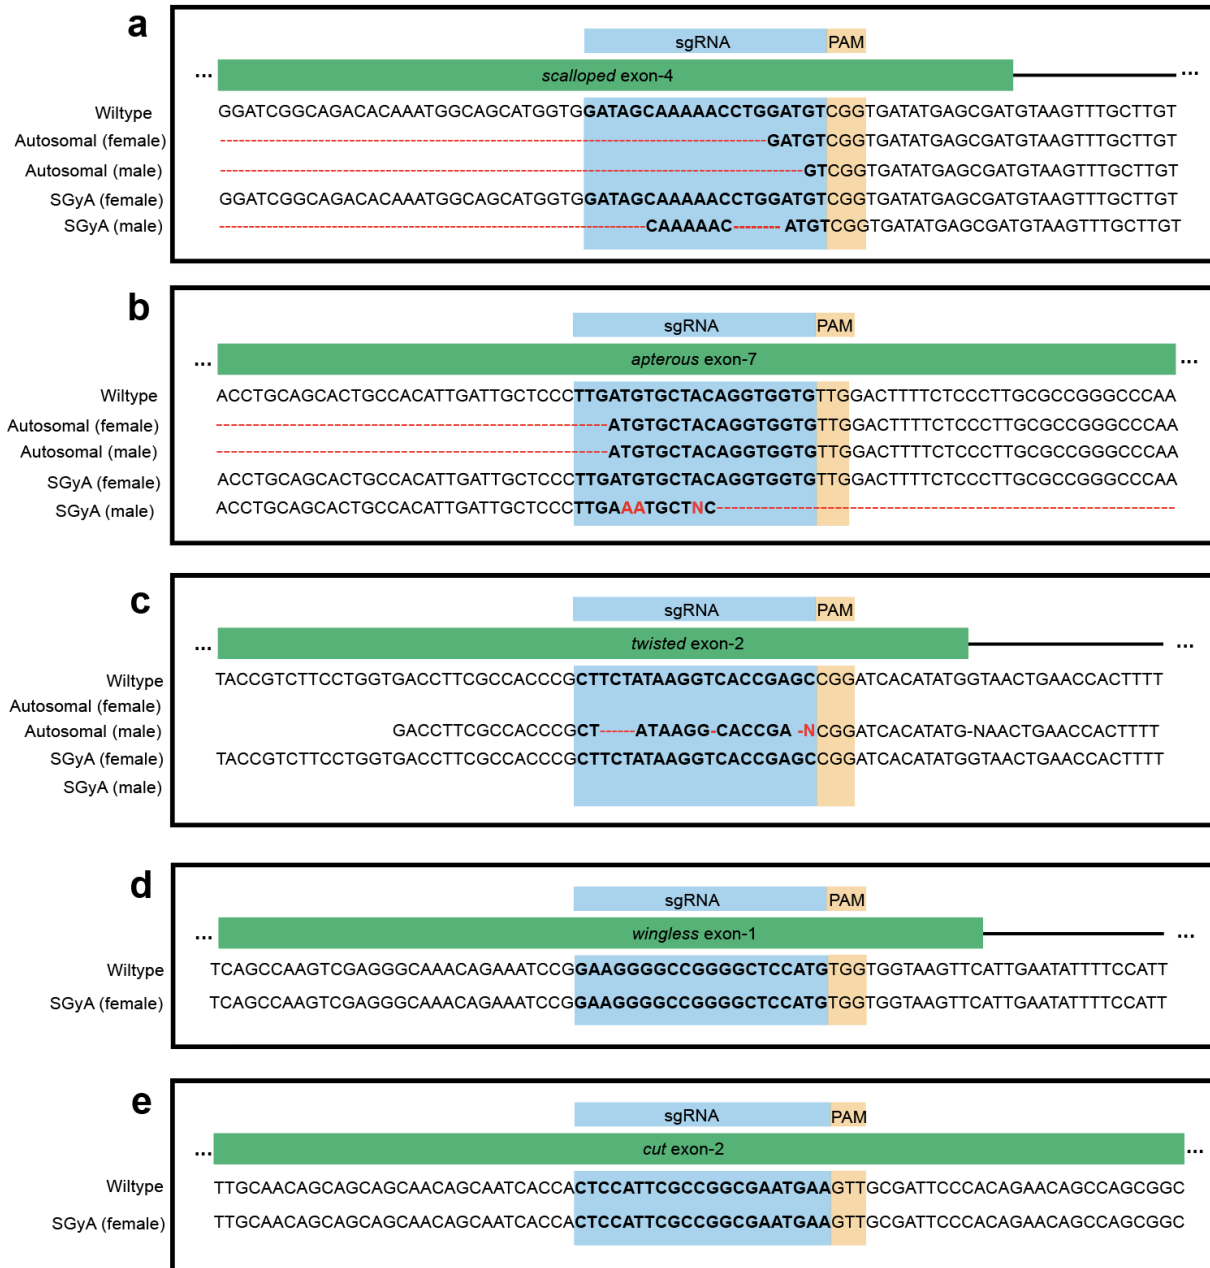 a
sgRNA PAM
... scalloped exon-4 ...
Wiltype GGATCGGCAGACACAAATGGCAGCATGGTGGATAGCAAAAACCTGGATGTCGGTGATATGAGCGATGTAAGTTTGCTTGT
Autosomal (female) ------------------------------------------------------------GATGTCGGTGATATGAGCGATGTAAGTTTGCTTGT
Autosomal (male) ----------------------------------------------------------------GTCGGTGATATGAGCGATGTAAGTTTGCTTGT
SGyA (female) GGATCGGCAGACACAAATGGCAGCATGGTGGATAGCAAAAACCTGGATGTCGGTGATATGAGCGATGTAAGTTTGCTTGT
SGyA (male) -----------------------------------------------CAAAAAC-------- ATGTCGGTGATATGAGCGATGTAAGTTTGCTTGT
b
sgRNA PAM
... apterous exon-7 ...
Wiltype ACCTGCAGCACTGCCACATTGATTGCTCCCTTGATGTGCTACAGGTGGTGTTGGACTTTTCTCCCTTGCGCCGGGCCCAA
Autosomal (female) -------------------------------------------ATGTGCTACAGGTGGTGTTGGACTTTTCTCCCTTGCGCCGGGCCCAA
Autosomal (male) -------------------------------------------ATGTGCTACAGGTGGTGTTGGACTTTTCTCCCTTGCGCCGGGCCCAA
SGyA (female) ACCTGCAGCACTGCCACATTGATTGCTCCCTTGATGTGCTACAGGTGGTGTTGGACTTTTCTCCCTTGCGCCGGGCCCAA
SGyA (male) ACCTGCAGCACTGCCACATTGATTGCTCCCTTGAAATGCTNC--------------------------------------------------
c
sgRNA PAM
... twisted exon-2 ...
Wiltype TACCGTCTTCCTGGTGACCTTCGCCACCCGCTTCTATAAGGTCACCGAGCCGGATCACATATGGTAACTGAACCACTTTT
Autosomal (female)
Autosomal (male) GACCTTCGCCACCCGCT------ATAAGG-CACCGA -NCGGATCACATATG-NAACTGAACCACTTTT
SGyA (female) TACCGTCTTCCTGGTGACCTTCGCCACCCGCTTCTATAAGGTCACCGAGCCGGATCACATATGGTAACTGAACCACTTTT
SGyA (male)
d
sgRNA PAM
... wingless exon-1 ...
Wiltype TCAGCCAAGTCGAGGGCAAACAGAAATCCGGAAGGGGCCGGGGCTCCATGTGGTGGTAAGTTCATTGAATATTTTCCATT
SGyA (female) TCAGCCAAGTCGAGGGCAAACAGAAATCCGGAAGGGGCCGGGGCTCCATGTGGTGGTAAGTTCATTGAATATTTTCCATT
e
sgRNA PAM
... cut exon-2 ...
Wiltype TTGCAACAGCAGCAGCAACAGCAATCACCACTCCATTCGCCGGCGAATGAAGTTGCGATTCCCACAGAACAGCCAGCGGC
SGyA (female) TTGCAACAGCAGCAGCAACAGCAATCACCACTCCATTCGCCGGCGAATGAAGTTGCGATTCCCACAGAACAGCCAGCGGC